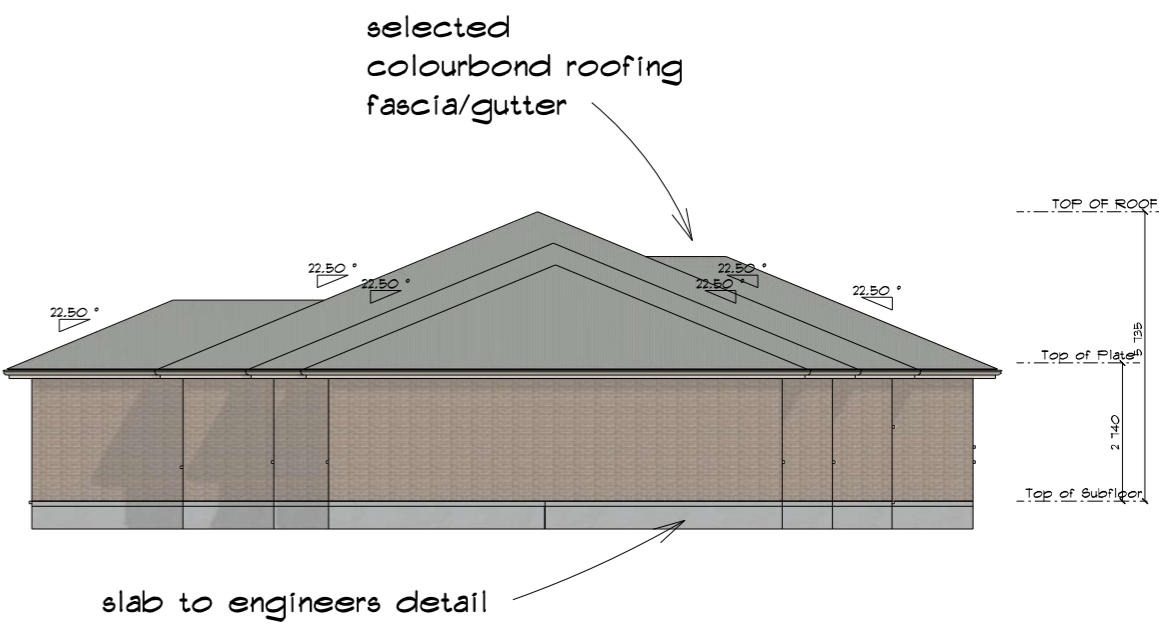 selected
colourbond roofing
fascia/gutter
TOP OF ROOF
22.50 °
22.50 °
22.50 °
22.50 °
22.50 °
22.50 °
5 735
Top of Plate
2 740
Top of Subfloor
slab to engineers detail